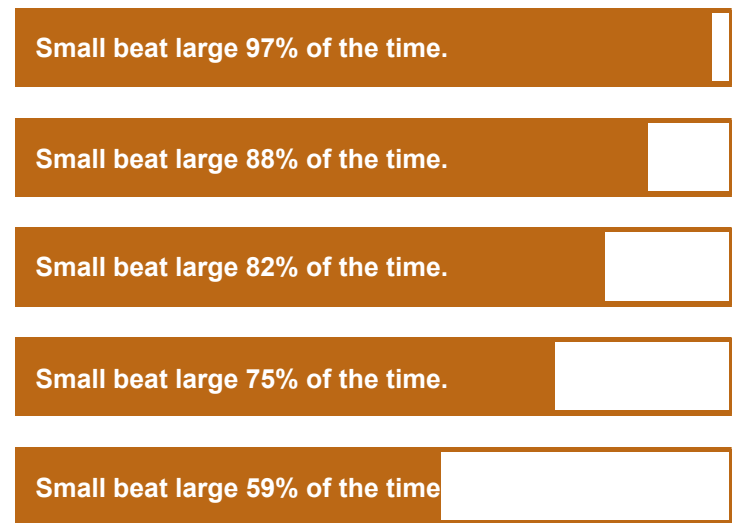 Small beat large 97% of the time.
Small beat large 88% of the time.
Small beat large 82% of the time.
Small beat large 75% of the time.
Small beat large 59% of the time